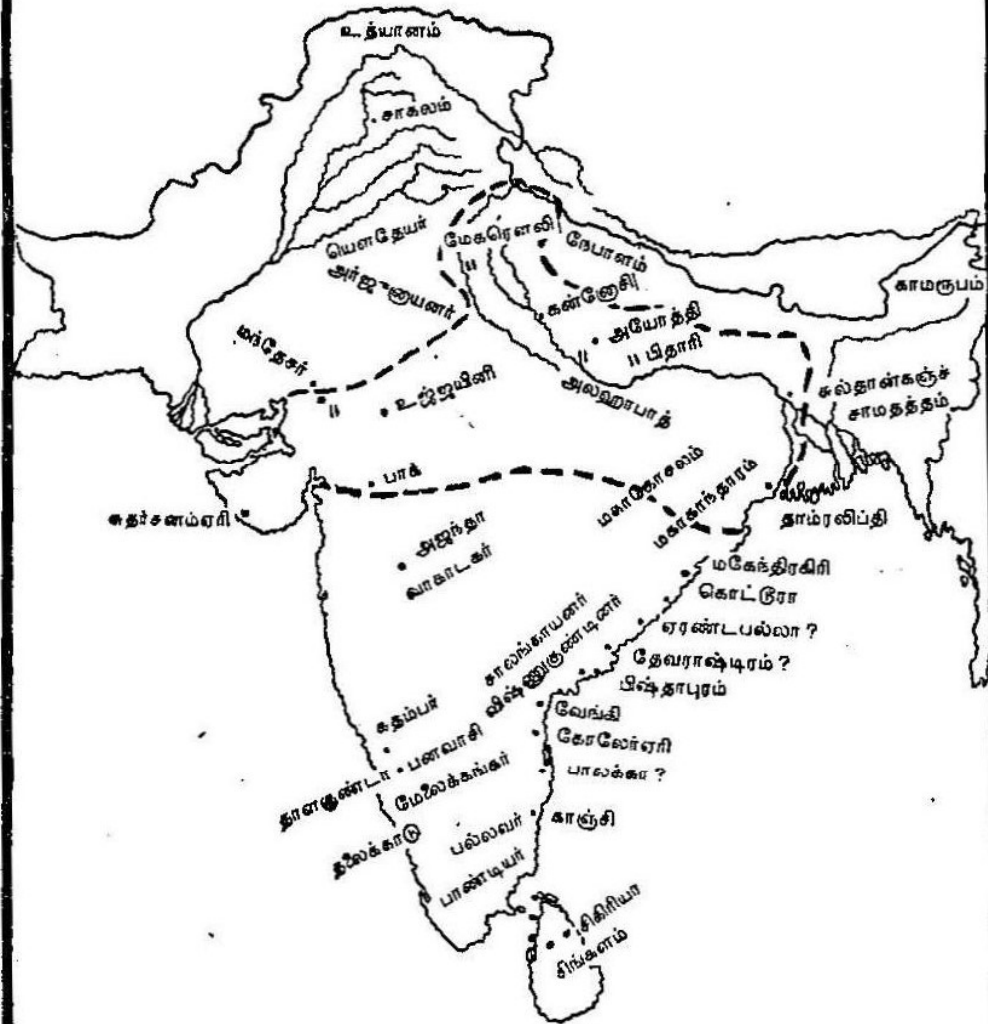 உத்யானம்
சாகலம்
யௌதேயர்
மேகரௌலி
நேபாளம்
அர்ஜுனாயனர்
காமரூபம்
கன்னோசி
அயோத்தி
மந்தேசர்
பிதாரி
உஜ்ஜயினி
அலஹாபாத்
சுல்தான்கஞ்ச்
சாமதத்தம்
பாக்
மகாகோசலம்
மகாகாந்தாரம்
சுதர்சனம்ஏரி
தாம்ரலிப்தி
அஜந்தா
வாகாடகர்
மகேந்திரகிரி
கொட்டூரா
ஏரண்டபல்லா ?
சாலங்காயனர்
விஷ்ணுகுண்டினர்
தேவராஷ்டிரம் ?
பிஷ்தாபுரம்
வேங்கி
கதம்பர்
கோலேர்ஏரி
பனவாசி
பாலக்கா ?
தாளகுண்டா
மேலைக்கங்கர்
காஞ்சி
பல்லவர்
தலைக்காடு
பாண்டியர்
சிகிரியா
சிங்களம்